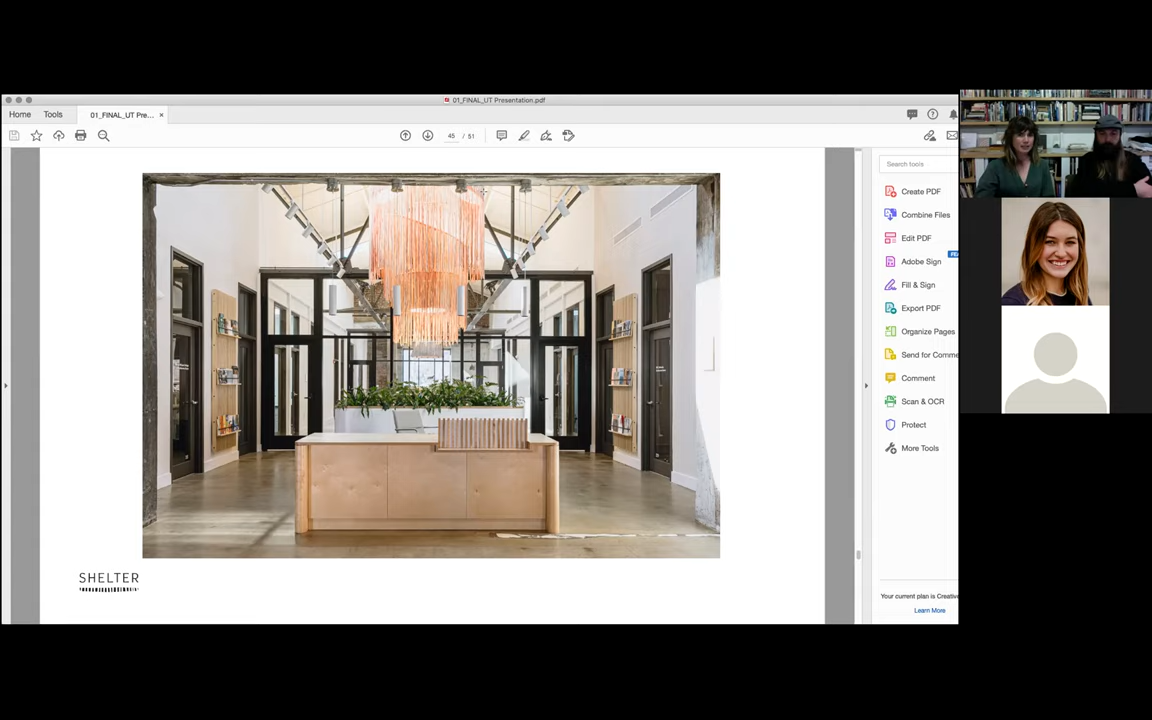 01_FINAL_UT Presentation.pdf
Home
Tools
01_FINAL_UT Pre...
45 / 51
Search tools
Create PDF
Combine Files
Edit PDF
Adobe Sign
Fill & Sign
Export PDF
Organize Pages
Send for Comme
Comment
Scan & OCR
Protect
More Tools
SHELTER
Your current plan is Creative
Learn More